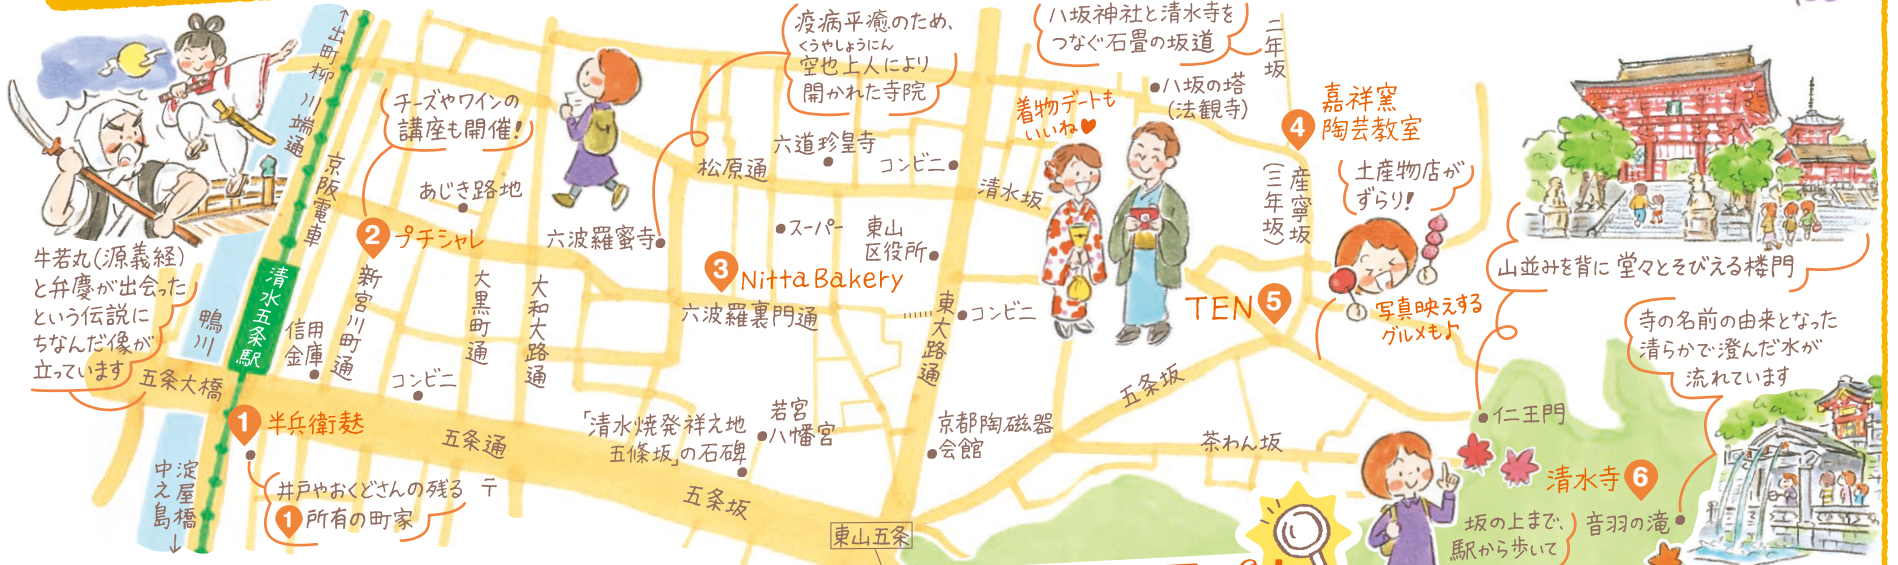 ↑出町柳
川端通
京阪電車
牛若丸(源義経)
と弁慶が出会った
という伝説に
ちなんだ像が
立っています
鴨川
清水五条駅
五条大橋
信用
金庫
新宮川町通
チーズやワインの
講座も開催!
あじき路地
2 プチシャレ
大黒町通
大和大路通
コンビニ
1 半兵衛麸
五条通
淀屋橋
中之島↓
井戸やおくどさんの残る
1 所有の町家
〒
疫病平癒のため、
くうやしょうにん
空也上人により
開かれた寺院
六波羅蜜寺
松原通
六道珍皇寺
コンビニ
スーパー
東山
区役所
3 Nitta Bakery
六波羅裏門通
東大路通
コンビニ
「清水焼発祥之地
五條坂」の石碑
若宮
八幡宮
京都陶磁器
会館
五条坂
東山五条
八坂神社と清水寺を
つなぐ石畳の坂道
二年坂
八坂の塔
(法観寺)
着物デートも
いいね♥
清水坂
4 嘉祥窯
陶芸教室
産寧坂
(三年坂)
土産物店が
ずらり!
TEN 5
写真映えする
グルメも♪
五条坂
茶わん坂
山並みを背に堂々とそびえる楼門
仁王門
寺の名前の由来となった
清らかで澄んだ水が
流れています
清水寺 6
音羽の滝
坂の上まで、
駅から歩いて